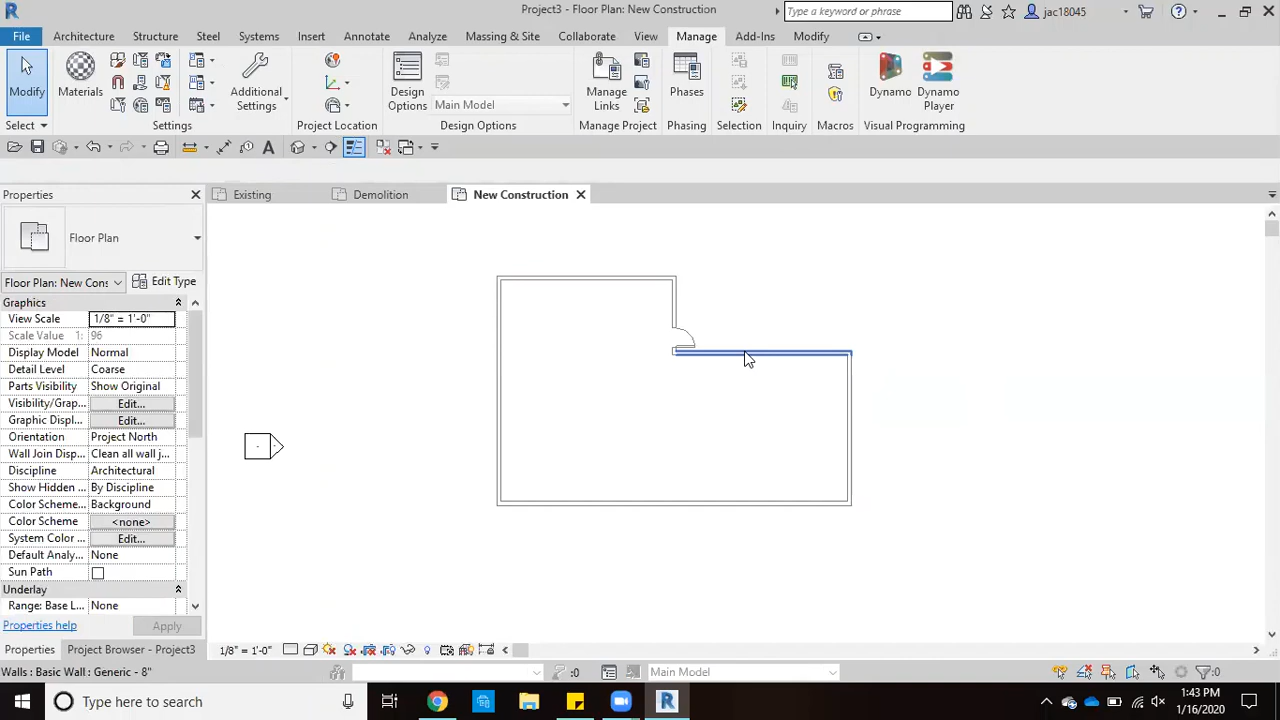 Project3 - Floor Plan: New Construction
Type a keyword or phrase
jac18045
File
Architecture
Structure
Steel
Systems
Insert
Annotate
Analyze
Massing & Site
Collaborate
View
Manage
Add-Ins
Modify
Modify
Materials
Additional
Settings
Design
Options
Main Model
Manage
Links
Phases
Dynamo
Dynamo
Player
Select
Settings
Project Location
Design Options
Manage Project
Phasing
Selection
Inquiry
Macros
Visual Programming
Properties
Existing
Demolition
New Construction
Floor Plan
Floor Plan: New Cons
Edit Type
Graphics
View Scale
1/8" = 1'-0"
Scale Value 1:
96
Display Model
Normal
Detail Level
Coarse
Parts Visibility
Show Original
Visibility/Grap...
Edit...
Graphic Displ...
Edit...
Orientation
Project North
Wall Join Disp...
Clean all wall j...
Discipline
Architectural
Show Hidden ...
By Discipline
Color Scheme...
Background
Color Scheme
<none>
System Color ...
Edit...
Default Analy...
None
Sun Path
Underlay
Range: Base L...
None
Properties help
Apply
Properties
Project Browser - Project3
1/8" = 1'-0"
Walls : Basic Wall : Generic - 8"
:0
Main Model
:0
Type here to search
1:43 PM
1/16/2020